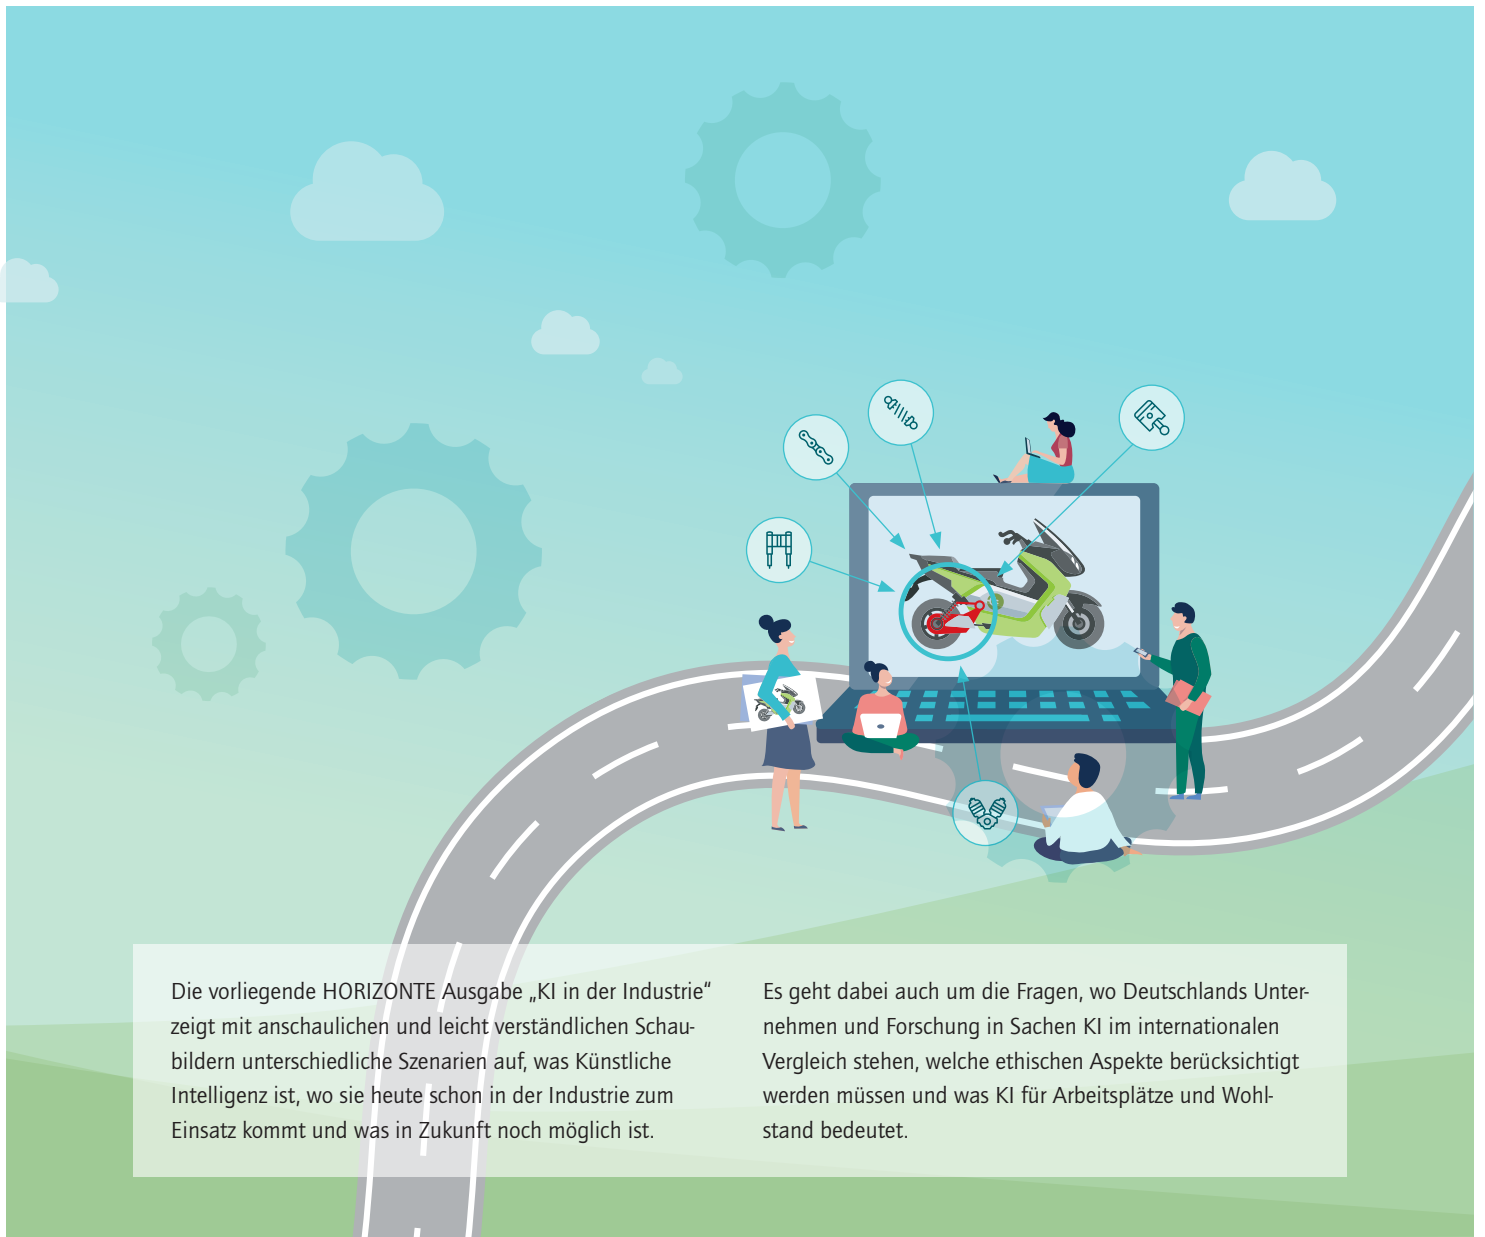 Die vorliegende HORIZONTE Ausgabe „KI in der Industrie“
zeigt mit anschaulichen und leicht verständlichen Schau-
bildern unterschiedliche Szenarien auf, was Künstliche
Intelligenz ist, wo sie heute schon in der Industrie zum
Einsatz kommt und was in Zukunft noch möglich ist.
Es geht dabei auch um die Fragen, wo Deutschlands Unter-
nehmen und Forschung in Sachen KI im internationalen
Vergleich stehen, welche ethischen Aspekte berücksichtigt
werden müssen und was KI für Arbeitsplätze und Wohl-
stand bedeutet.